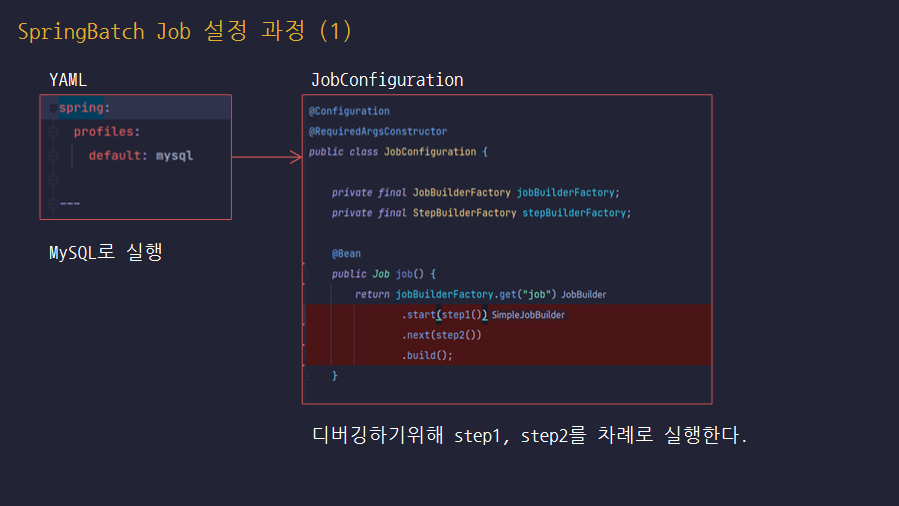 SpringBatch Job 설정 과정 (1)
YAML
spring:
profiles:
default: mysql
---
MySQL로 실행
JobConfiguration
@Configuration
@RequiredArgsConstructor
public class JobConfiguration {
private final JobBuilderFactory jobBuilderFactory;
private final StepBuilderFactory stepBuilderFactory;
@Bean
public Job job() {
return jobBuilderFactory.get("job") JobBuilder
.start(step1()) SimpleJobBuilder
.next(step2())
.build();
}
디버깅하기위해 step1, step2를 차례로 실행한다.